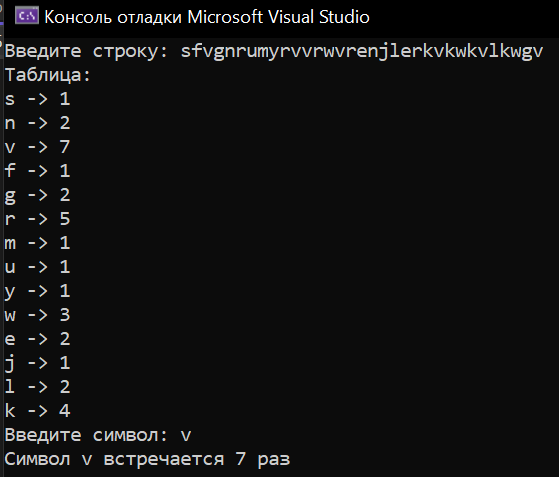 Консоль отладки Microsoft Visual Studio
Введите строку: sfvgnrumyrvvrwvrenjlerkvkwkvlkwgv
Таблица:
s -> 1
n -> 2
v -> 7
f -> 1
g -> 2
r -> 5
m -> 1
u -> 1
y -> 1
w -> 3
e -> 2
j -> 1
l -> 2
k -> 4
Введите символ: v
Символ v встречается 7 раз